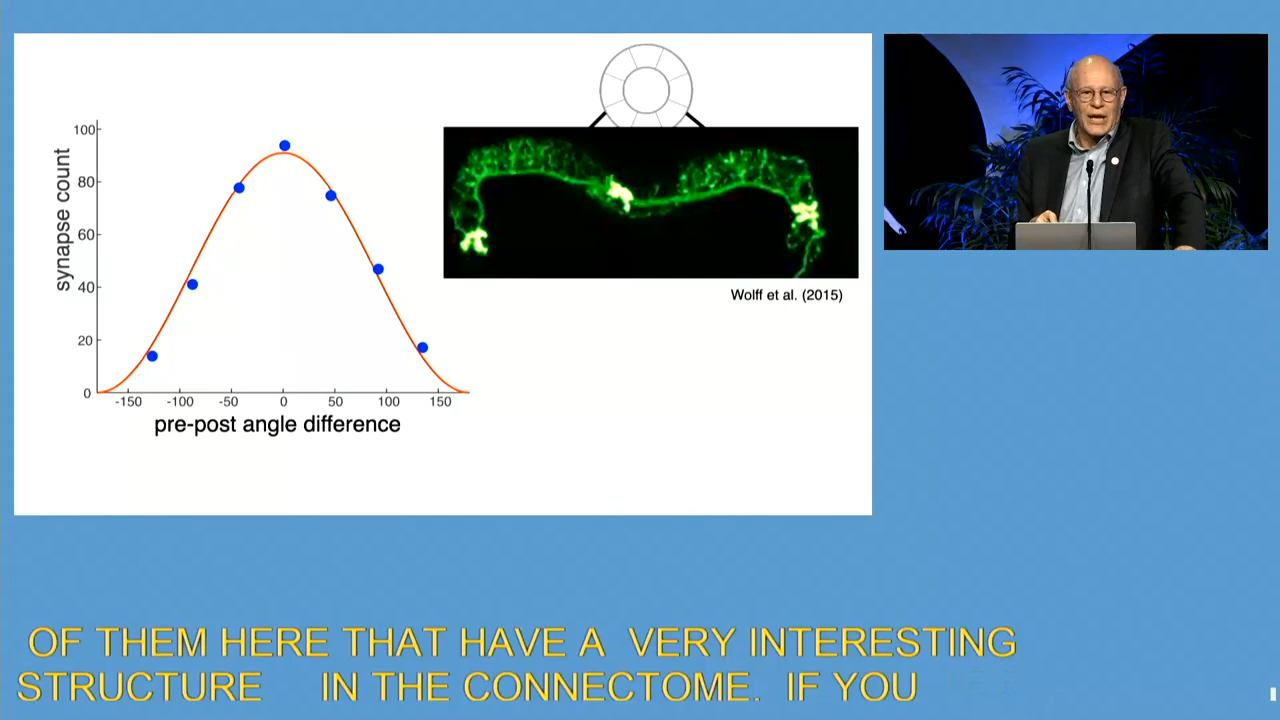 100
80
60
40
20
0
synapse count
-150 -100 -50 0 50 100 150
pre-post angle difference
Wolff et al. (2015)
OF THEM HERE THAT HAVE A VERY INTERESTING
STRUCTURE IN THE CONNECTOME. IF YOU